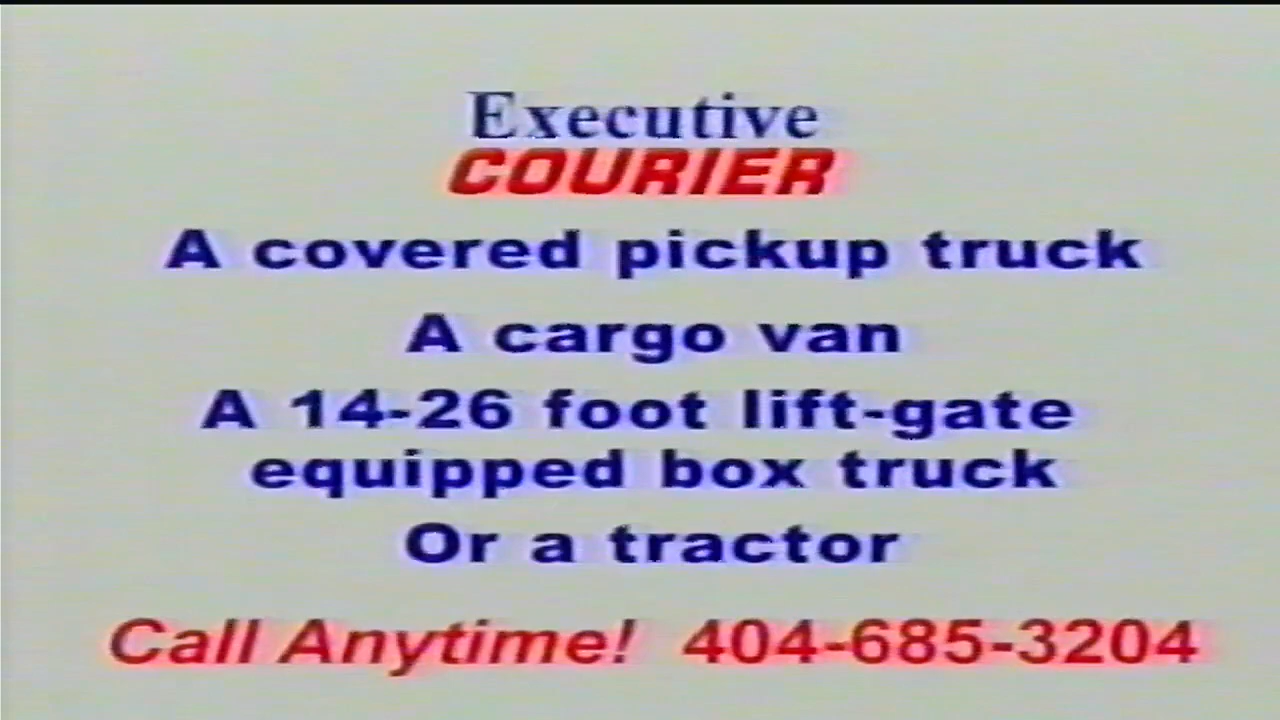 Executive
COURIER
A covered pickup truck
A cargo van
A 14-26 foot lift-gate
equipped box truck
Or a tractor
Call Anytime! 404-685-3204